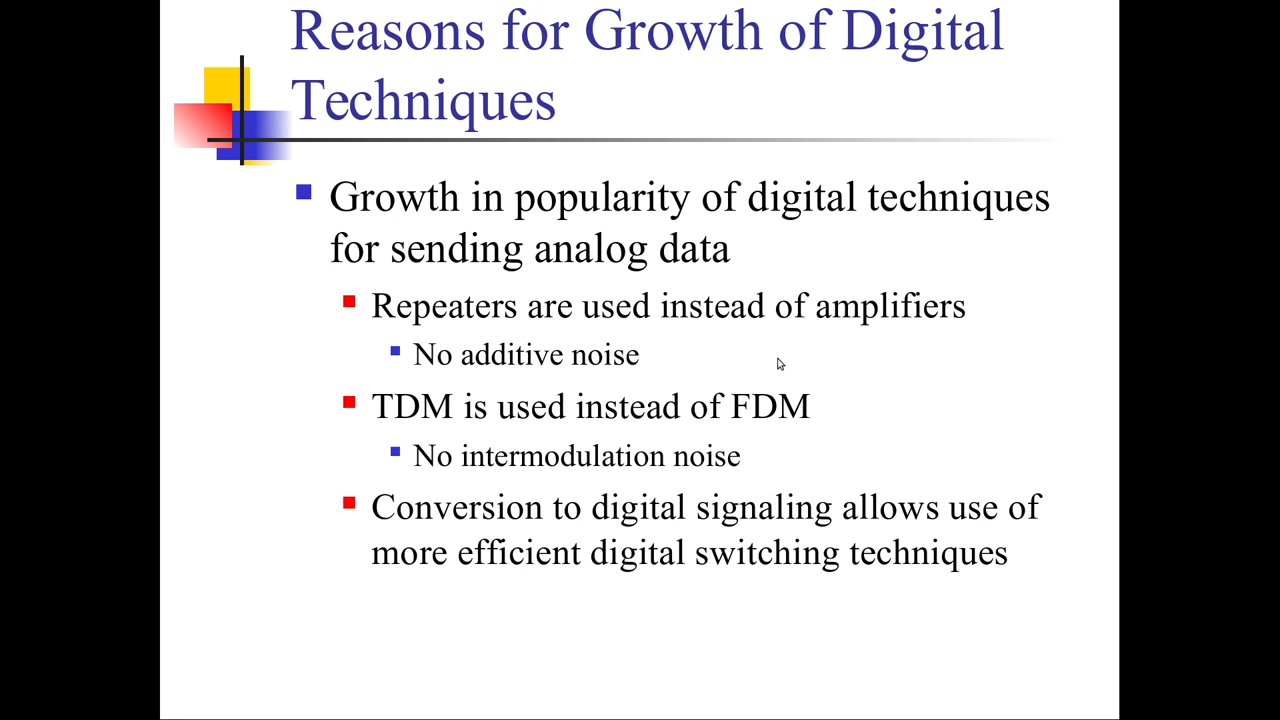 Reasons for Growth of Digital
Techniques
Growth in popularity of digital techniques
for sending analog data
Repeaters are used instead of amplifiers
No additive noise
TDM is used instead of FDM
No intermodulation noise
Conversion to digital signaling allows use of
more efficient digital switching techniques